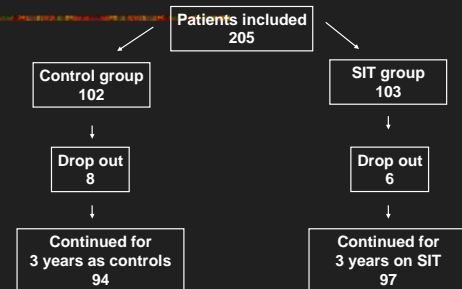 Patients included
205
Control group
102
SIT group
103
Drop out
8
Drop out
6
Continued for
3 years as controls
94
Continued for
3 years on SIT
97